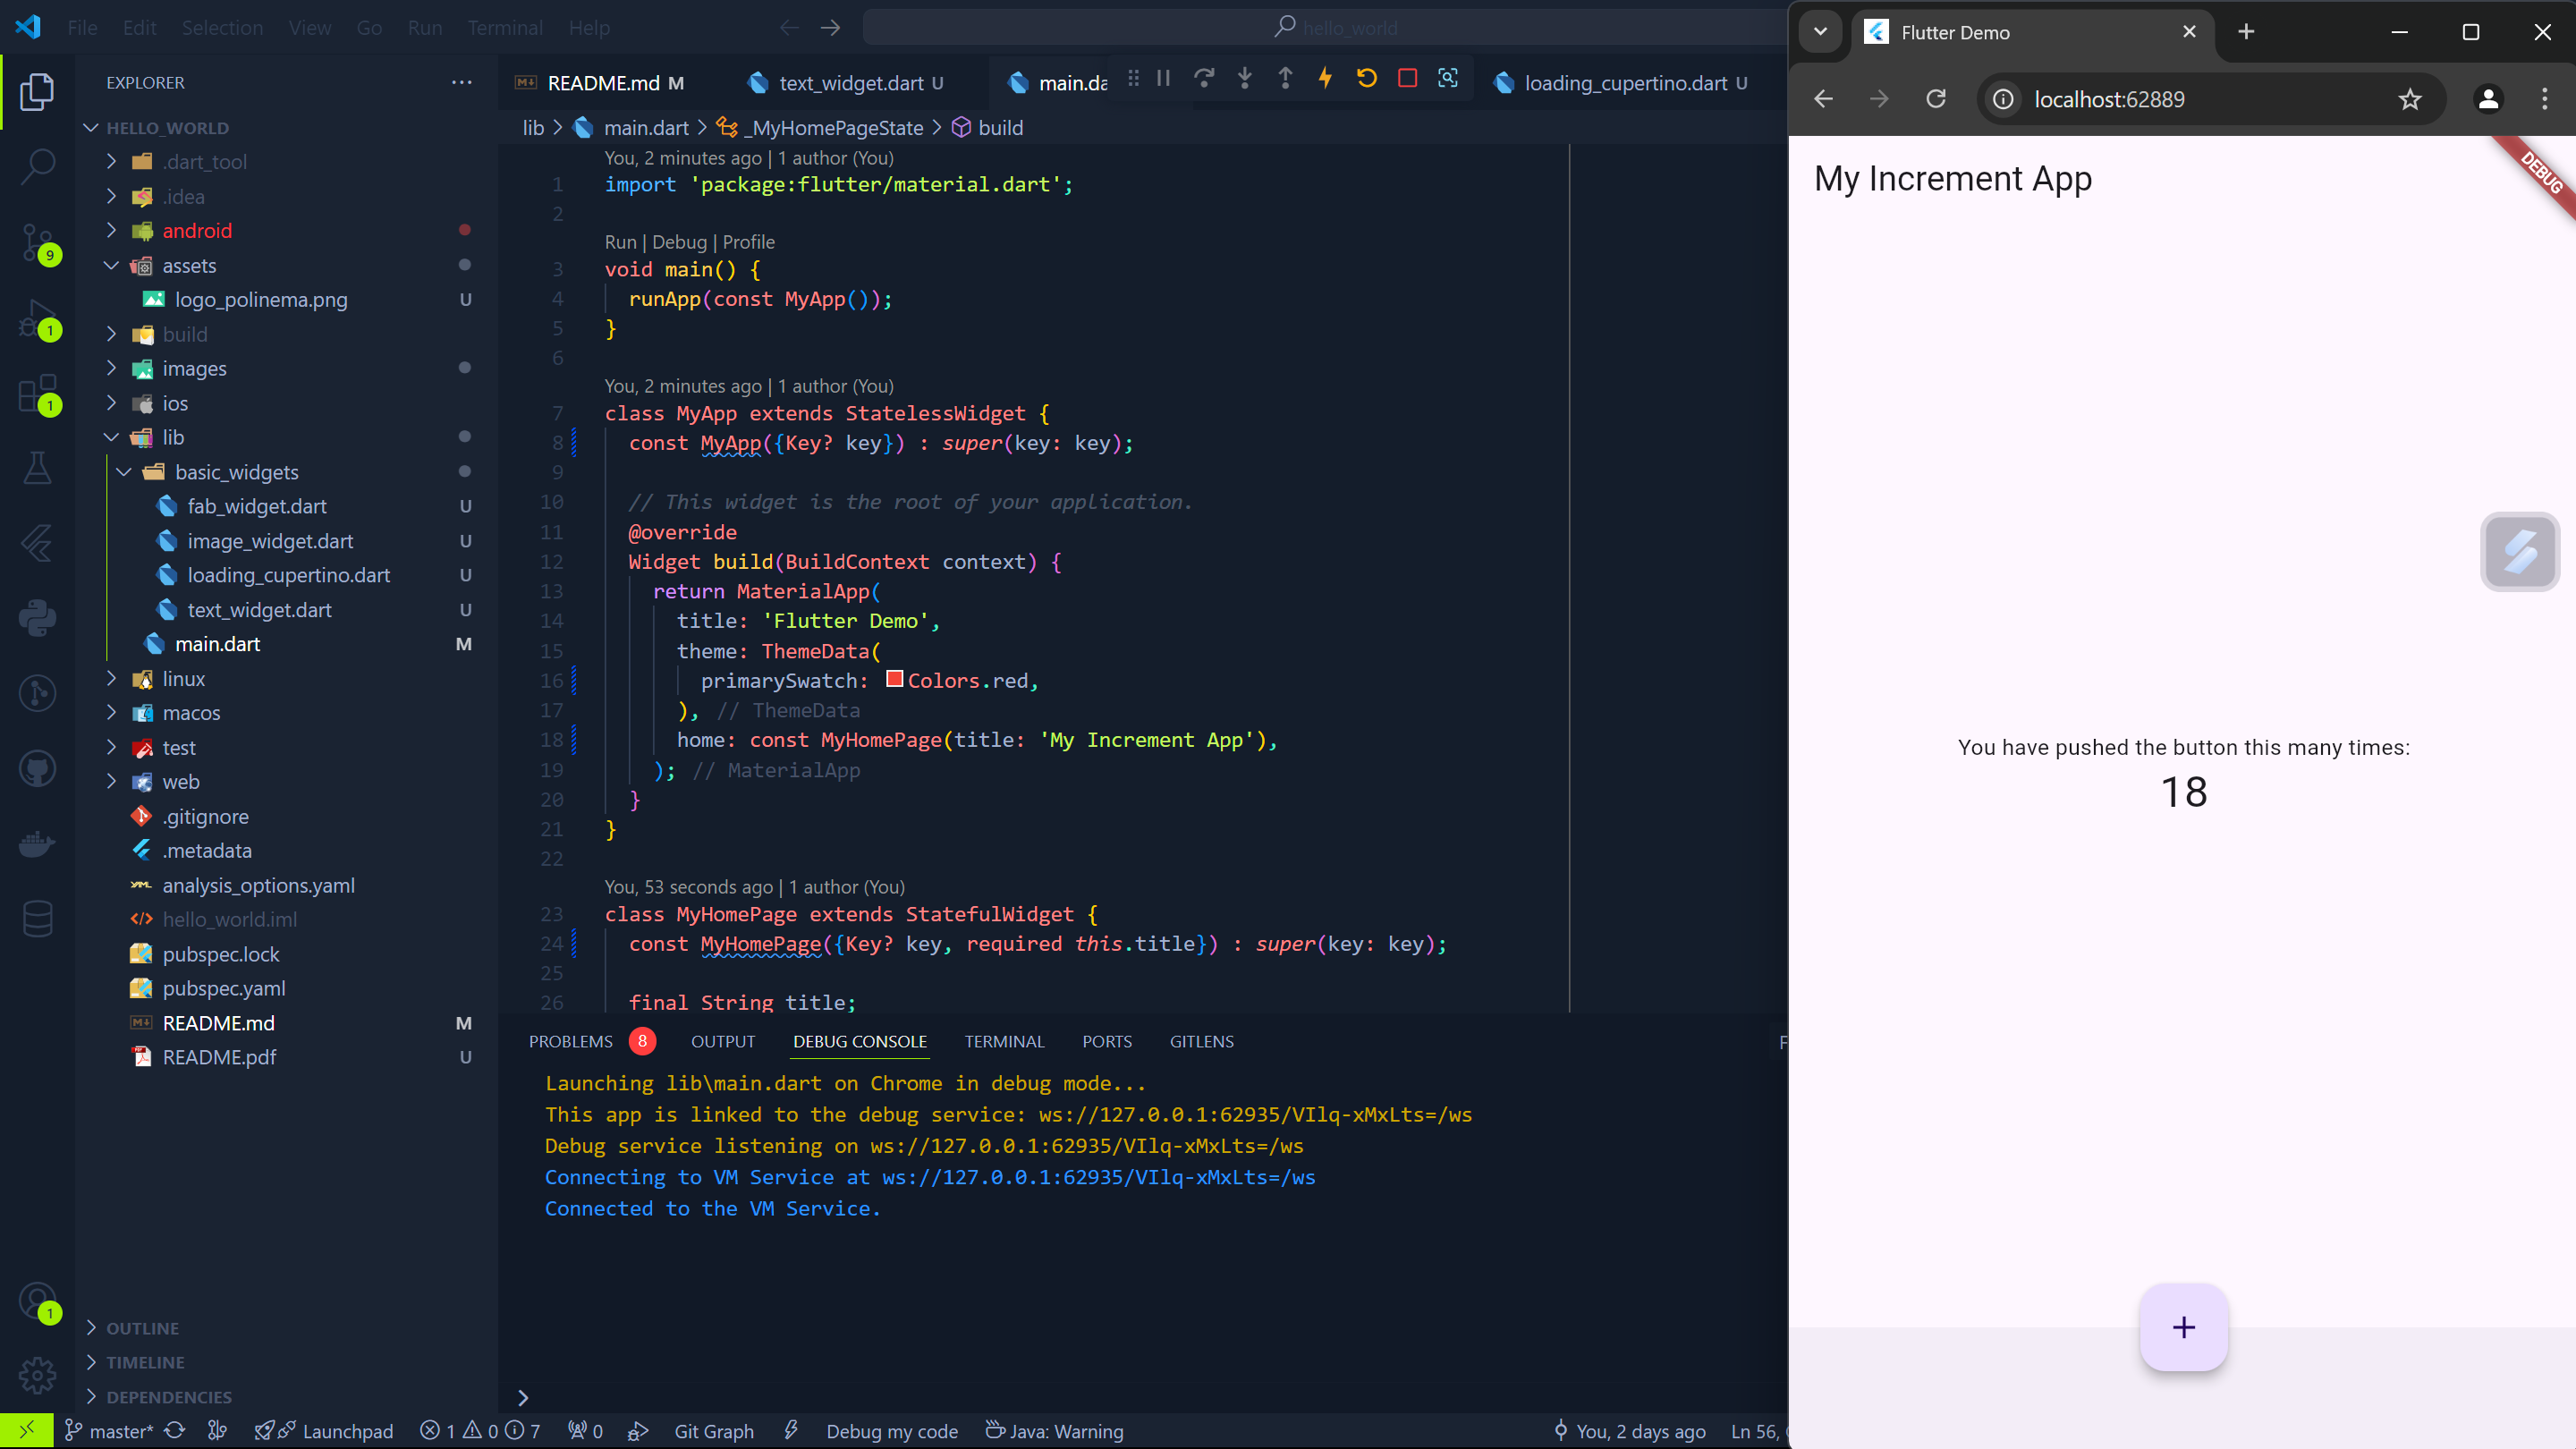 File Edit Selection View Go Run Terminal Help
hello_world
EXPLORER
HELLO_WORLD
.dart_tool
.idea
android
assets
logo_polinema.png U
build
images
ios
lib
basic_widgets
fab_widget.dart U
image_widget.dart U
loading_cupertino.dart U
text_widget.dart U
main.dart M
linux
macos
test
web
.gitignore
.metadata
analysis_options.yaml
hello_world.iml
pubspec.lock
pubspec.yaml
README.md M
README.pdf U
OUTLINE
TIMELINE
DEPENDENCIES
9
1
1
1
README.md M text_widget.dart U main.da loading_cupertino.dart U
lib > main.dart > _MyHomePageState > build
You, 2 minutes ago | 1 author (You)
1 import 'package:flutter/material.dart';
2
Run | Debug | Profile
3 void main() {
4 runApp(const MyApp());
5 }
6
You, 2 minutes ago | 1 author (You)
7 class MyApp extends StatelessWidget {
8 const MyApp({Key? key}) : super(key: key);
9
10 // This widget is the root of your application.
11 @override
12 Widget build(BuildContext context) {
13 return MaterialApp(
14 title: 'Flutter Demo',
15 theme: ThemeData(
16 primarySwatch: Colors.red,
17 ), // ThemeData
18 home: const MyHomePage(title: 'My Increment App'),
19 ); // MaterialApp
20 }
21 }
22
You, 53 seconds ago | 1 author (You)
23 class MyHomePage extends StatefulWidget {
24 const MyHomePage({Key? key, required this.title}) : super(key: key);
25
26 final String title;
PROBLEMS 8 OUTPUT DEBUG CONSOLE TERMINAL PORTS GITLENS F
Launching lib\main.dart on Chrome in debug mode...
This app is linked to the debug service: ws://127.0.0.1:62935/VIlq-xMxLts=/ws
Debug service listening on ws://127.0.0.1:62935/VIlq-xMxLts=/ws
Connecting to VM Service at ws://127.0.0.1:62935/VIlq-xMxLts=/ws
Connected to the VM Service.
master* Launchpad 1 0 7 0 Git Graph Debug my code Java: Warning You, 2 days ago Ln 56,
Flutter Demo
localhost:62889
My Increment App
DEBUG
You have pushed the button this many times:
18
+